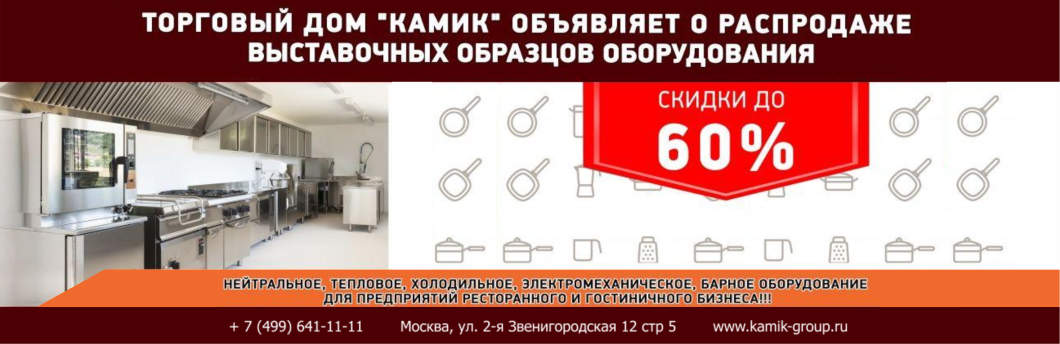 ТОРГОВЫЙ ДОМ "КАМИК" ОБЪЯВЛЯЕТ О РАСПРОДАЖЕ
ВЫСТАВОЧНЫХ ОБРАЗЦОВ ОБОРУДОВАНИЯ
СКИДКИ ДО
60%
НЕЙТРАЛЬНОЕ, ТЕПЛОВОЕ, ХОЛОДИЛЬНОЕ, ЭЛЕКТРОМЕХАНИЧЕСКОЕ, БАРНОЕ ОБОРУДОВАНИЕ
ДЛЯ ПРЕДПРИЯТИЙ РЕСТОРАННОГО И ГОСТИНИЧНОГО БИЗНЕСА!!!
+ 7 (499) 641-11-11 Москва, ул. 2-я Звенигородская 12 стр 5 www.kamik-group.ru